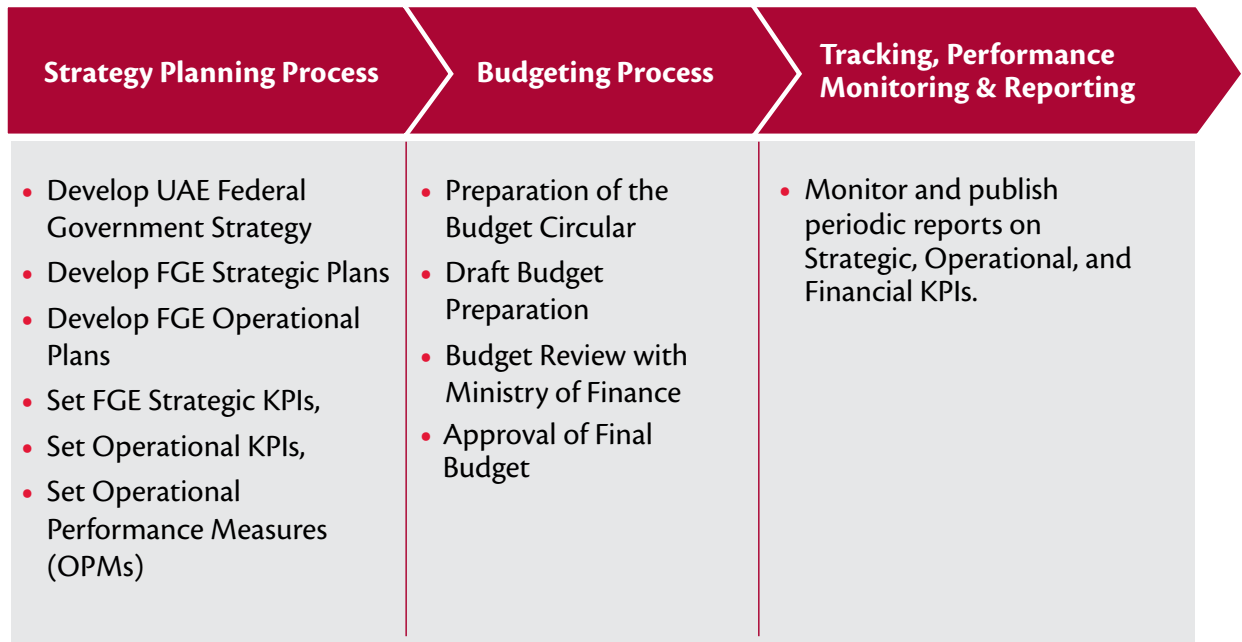 Strategy Planning Process
Budgeting Process
Tracking, Performance
Monitoring & Reporting
• Develop UAE Federal
Government Strategy
• Develop FGE Strategic Plans
• Develop FGE Operational
Plans
• Set FGE Strategic KPIs,
• Set Operational KPIs,
• Set Operational
Performance Measures
(OPMs)
• Preparation of the
Budget Circular
• Draft Budget
Preparation
• Budget Review with
Ministry of Finance
• Approval of Final
Budget
• Monitor and publish
periodic reports on
Strategic, Operational, and
Financial KPIs.